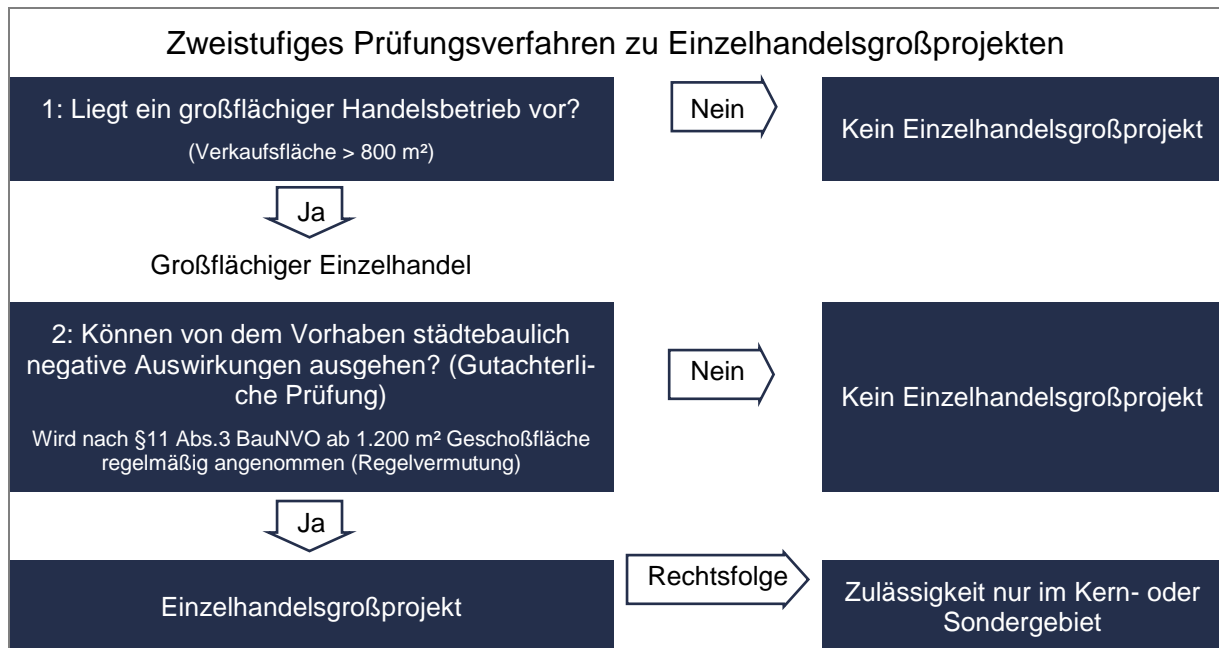 Zweistufiges Prüfungsverfahren zu Einzelhandelsgroßprojekten
1: Liegt ein großflächiger Handelsbetrieb vor?
(Verkaufsfläche > 800 m²)
Nein
Kein Einzelhandelsgroßprojekt
Ja
Großflächiger Einzelhandel
2: Können von dem Vorhaben städtebaulich
negative Auswirkungen ausgehen? (Gutachterli-
che Prüfung)
Wird nach §11 Abs.3 BauNVO ab 1.200 m² Geschoßfläche
regelmäßig angenommen (Regelvermutung)
Nein
Kein Einzelhandelsgroßprojekt
Ja
Einzelhandelsgroßprojekt
Rechtsfolge
Zulässigkeit nur im Kern- oder
Sondergebiet